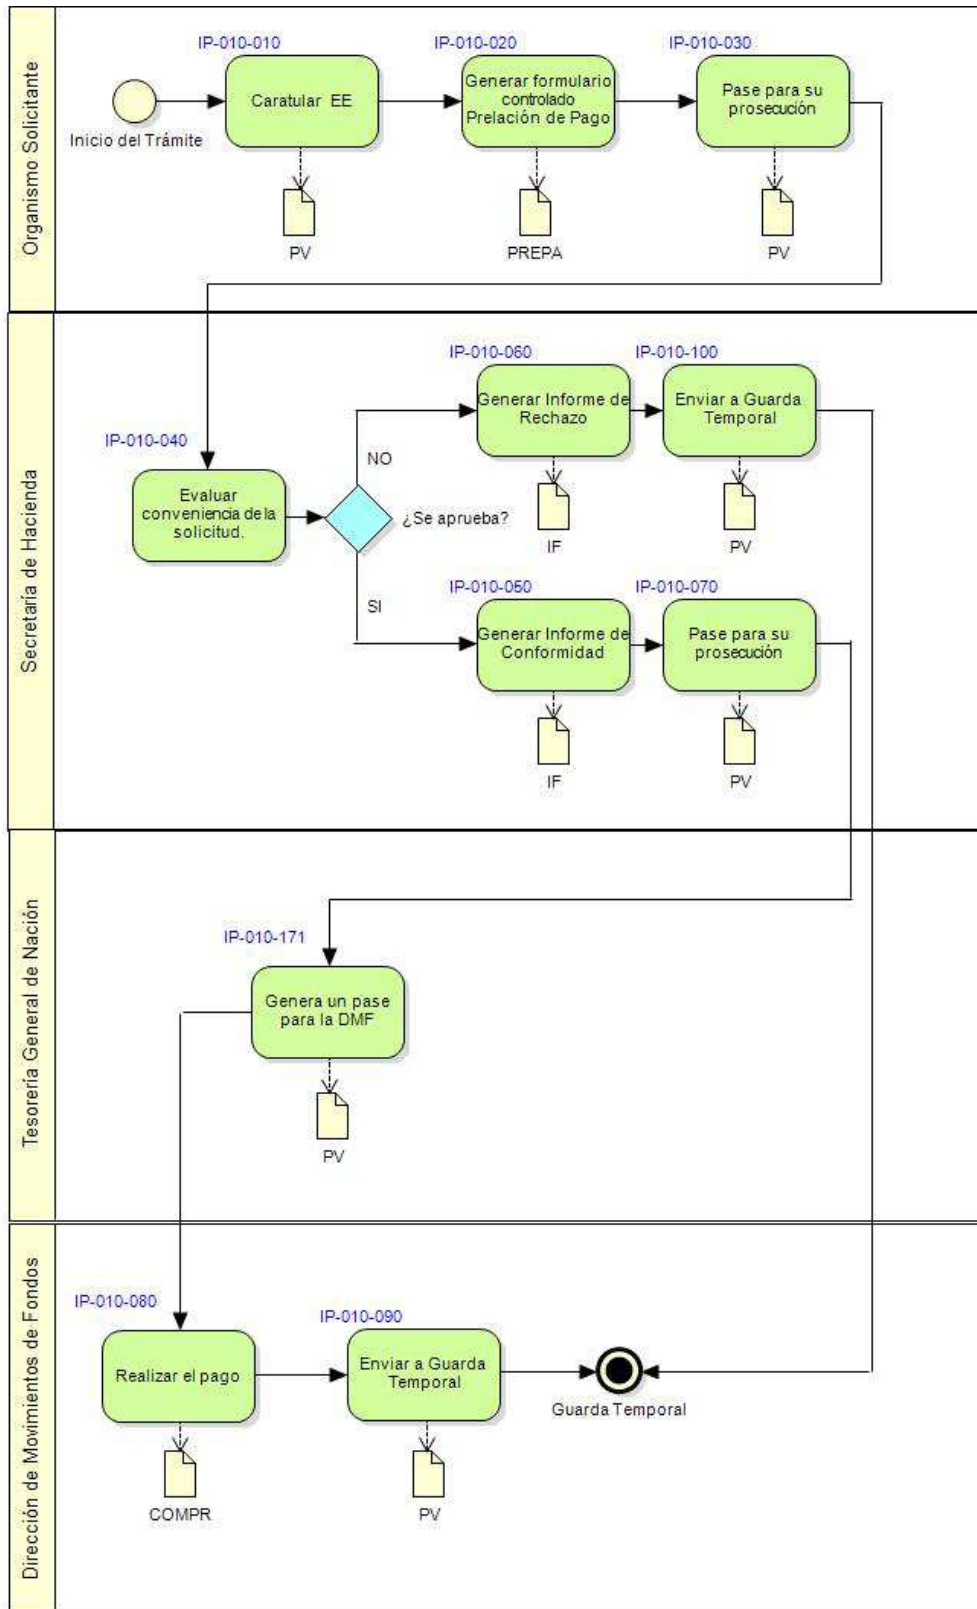 Organismo Solicitante
IP-010-010
IP-010-020
IP-010-030
Caratular EE
Generar formulario
controlado
Prelación de Pago
Pase para su
prosecución
Inicio del Trámite
PV
PREPA
PV
Secretaría de Hacienda
IP-010-060
IP-010-100
Generar Informe de
Rechazo
Enviar a Guarda
Temporal
IP-010-040
NO
Evaluar
conveniencia de la
solicitud.
¿Se aprueba?
IF
PV
IP-010-050
IP-010-070
SI
Generar Informe de
Conformidad
Pase para su
prosecución
IF
PV
Tesorería General de Nación
IP-010-171
Genera un pase
para la DMF
PV
Dirección de Movimientos de Fondos
IP-010-080
IP-010-090
Realizar el pago
Enviar a Guarda
Temporal
Guarda Temporal
COMPR
PV